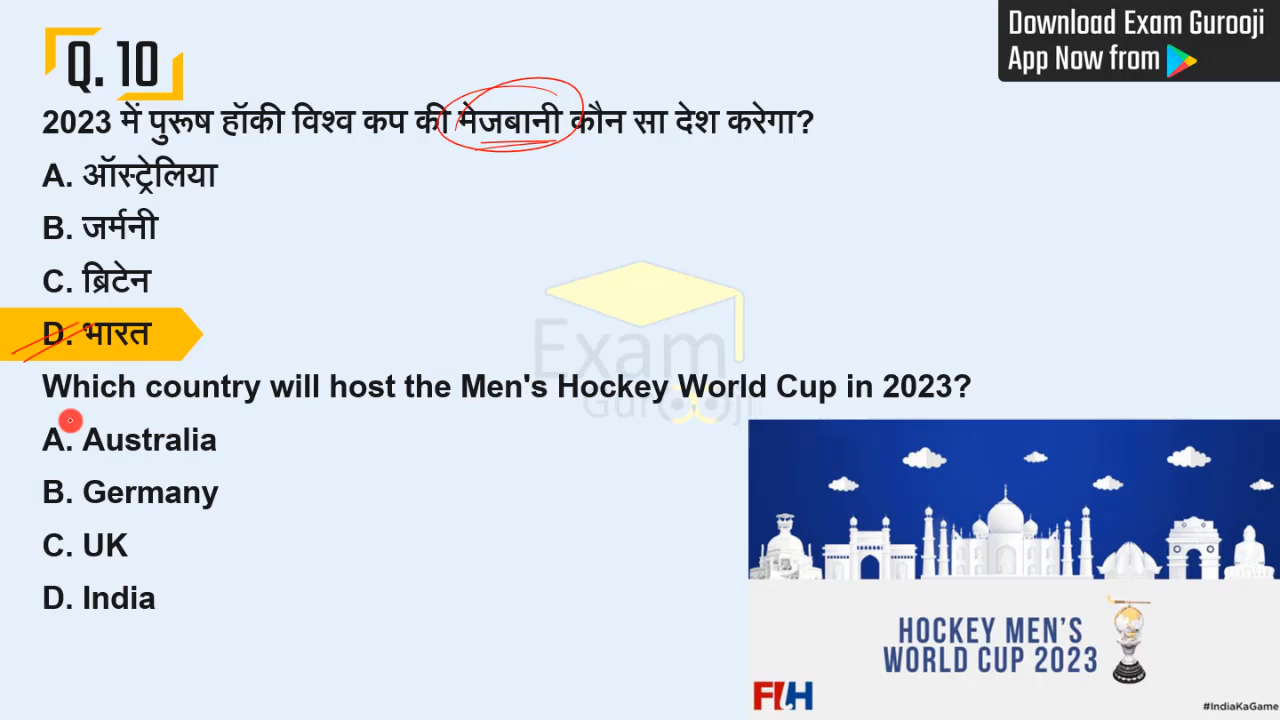 Download Exam Gurooji
App Now from
Q. 10
2023 में पुरूष हॉकी विश्व कप की मेजबानी कौन सा देश करेगा?
A. ऑस्ट्रेलिया
B. जर्मनी
C. ब्रिटेन
D. भारत
Which country will host the Men's Hockey World Cup in 2023?
A. Australia
B. Germany
C. UK
D. India
Exam
Gurooji
HOCKEY MEN'S
WORLD CUP 2023
FIH
#IndiaKaGame